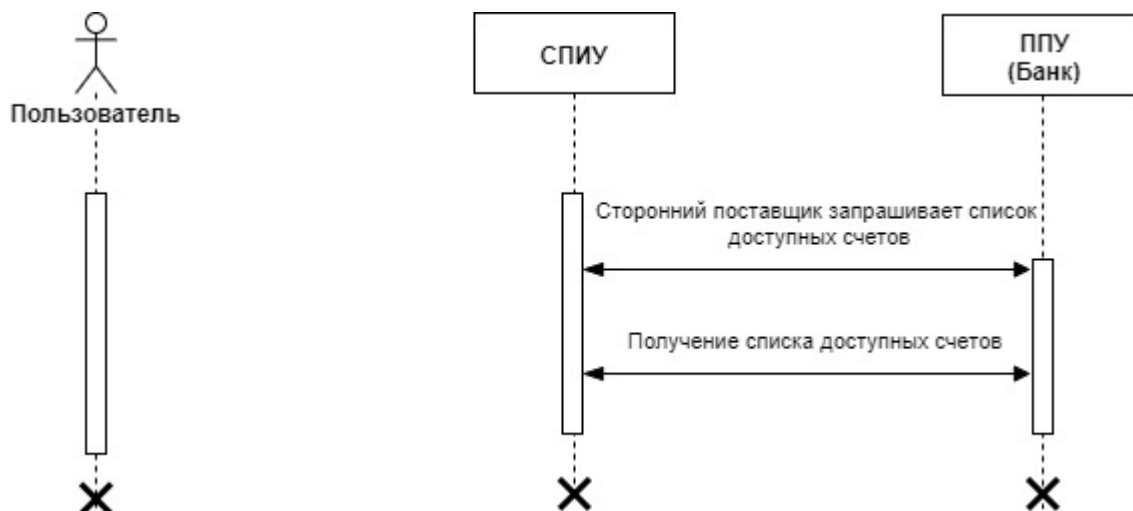 Пользователь
СПИУ
ППУ
(Банк)
Сторонний поставщик запрашивает список
доступных счетов
Получение списка доступных счетов